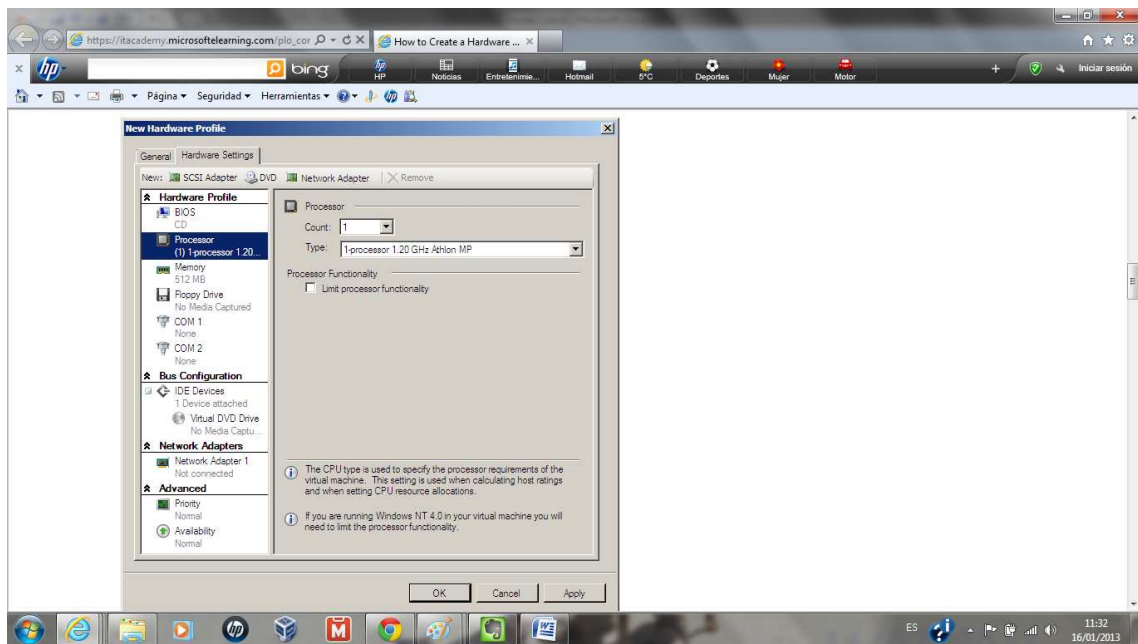 https://itacademy.microsoftelearning.com/plo_cor
How to Create a Hardware ...
hp
bing
HP
Noticias
Entretenimie...
Hotmail
5°C
Deportes
Mujer
Motor
Iniciar sesión
Página
Seguridad
Herramientas
New Hardware Profile
General
Hardware Settings
New:
SCSI Adapter
DVD
Network Adapter
Remove
Hardware Profile
BIOS
CD
Processor
(1) 1-processor 1.20...
Memory
512 MB
Floppy Drive
No Media Captured
COM 1
None
COM 2
None
Bus Configuration
IDE Devices
1 Device attached
Virtual DVD Drive
No Media Captu...
Network Adapters
Network Adapter 1
Not connected
Advanced
Priority
Normal
Availability
Normal
Processor
Count: 1
Type: 1-processor 1.20 GHz Athlon MP
Processor Functionality
Limit processor functionality
The CPU type is used to specify the processor requirements of the
virtual machine. This setting is used when calculating host ratings
and when setting CPU resource allocations.
If you are running Windows NT 4.0 in your virtual machine you will
need to limit the processor functionality.
OK
Cancel
Apply
ES
11:32
16/01/2013